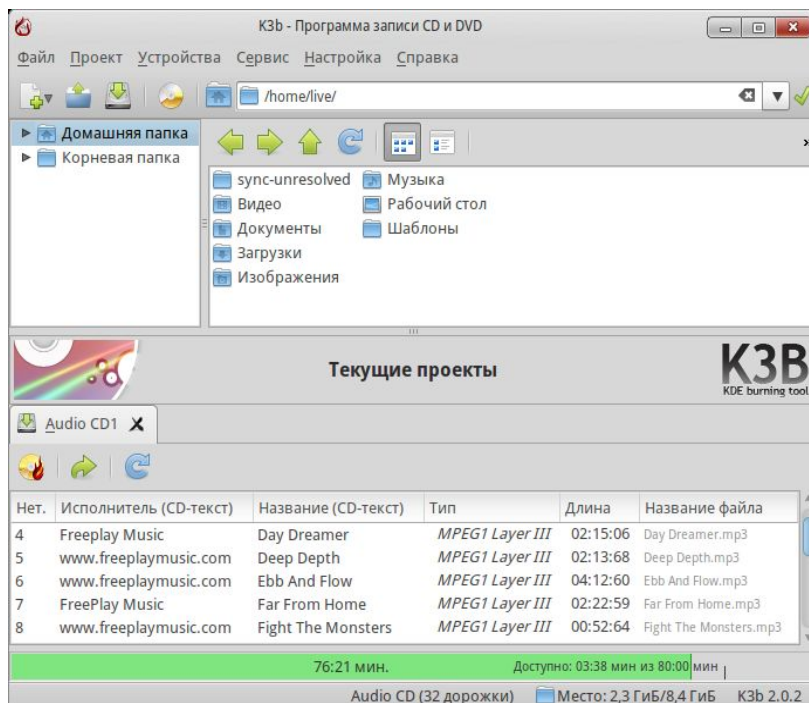 K3b - Программа записи CD и DVD
Файл Проект Устройства Сервис Настройка Справка
/home/live/
Домашняя папка
Корневая папка
sync-unresolved Музыка
Видео Рабочий стол
Документы Шаблоны
Загрузки
Изображения
Текущие проекты
K3B
KDE burning tool
Audio CD1
Нет. Исполнитель (CD-текст) Название (CD-текст) Тип Длина Название файла
4 Freeplay Music Day Dreamer MPEG1 Layer III 02:15:06 Day Dreamer.mp3
5 www.freeplaymusic.com Deep Depth MPEG1 Layer III 02:13:68 Deep Depth.mp3
6 www.freeplaymusic.com Ebb And Flow MPEG1 Layer III 04:12:60 Ebb And Flow.mp3
7 FreePlay Music Far From Home MPEG1 Layer III 02:22:59 Far From Home.mp3
8 www.freeplaymusic.com Fight The Monsters MPEG1 Layer III 00:52:64 Fight The Monsters.mp3
76:21 мин. Доступно: 03:38 мин из 80:00 мин
Audio CD (32 дорожки) Место: 2,3 ГиБ/8,4 ГиБ K3b 2.0.2